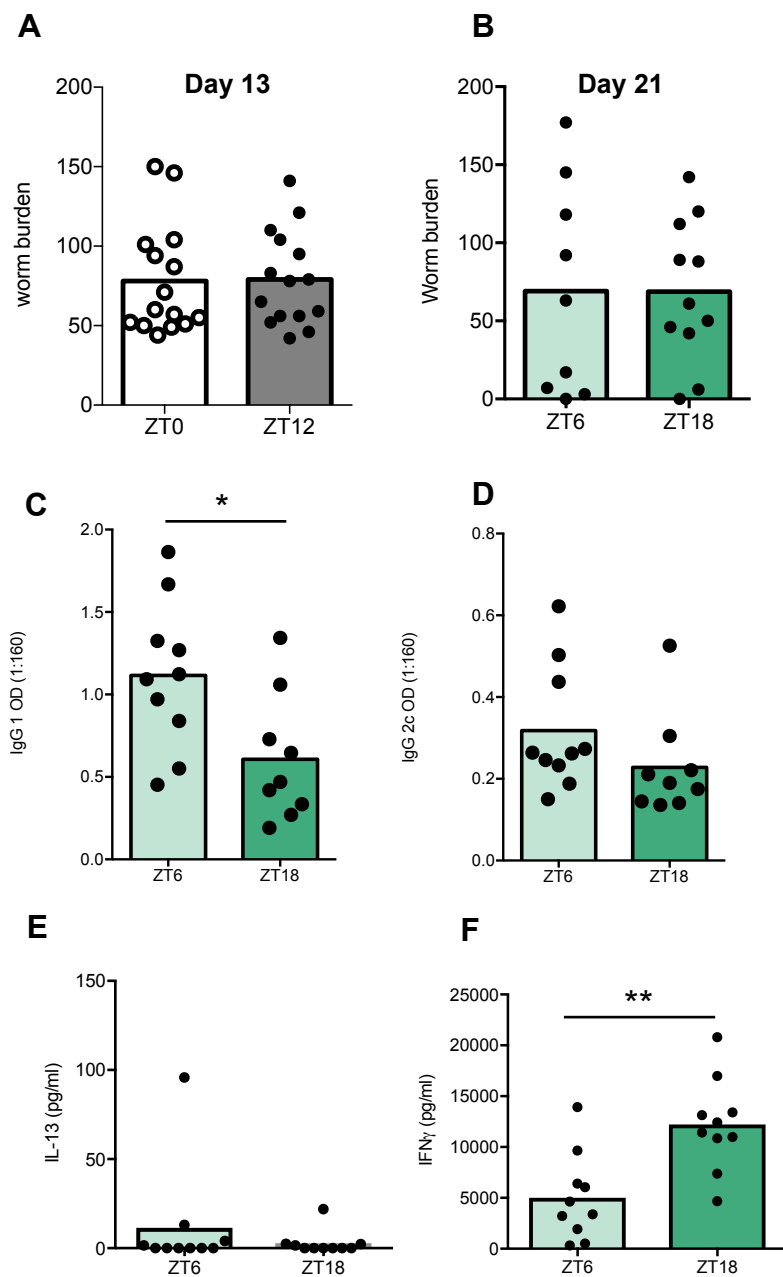 A
Day 13
worm burden
200
150
100
50
0
ZT0
ZT12
B
Day 21
Worm burden
200
150
100
50
0
ZT6
ZT18
C
*
IgG 1 OD (1:160)
2.0
1.5
1.0
0.5
0.0
ZT6
ZT18
D
IgG 2c OD (1:160)
0.8
0.6
0.4
0.2
0.0
ZT6
ZT18
E
IL-13 (pg/ml)
150
100
50
0
ZT6
ZT18
F
**
IFNγ (pg/ml)
25000
20000
15000
10000
5000
0
ZT6
ZT18